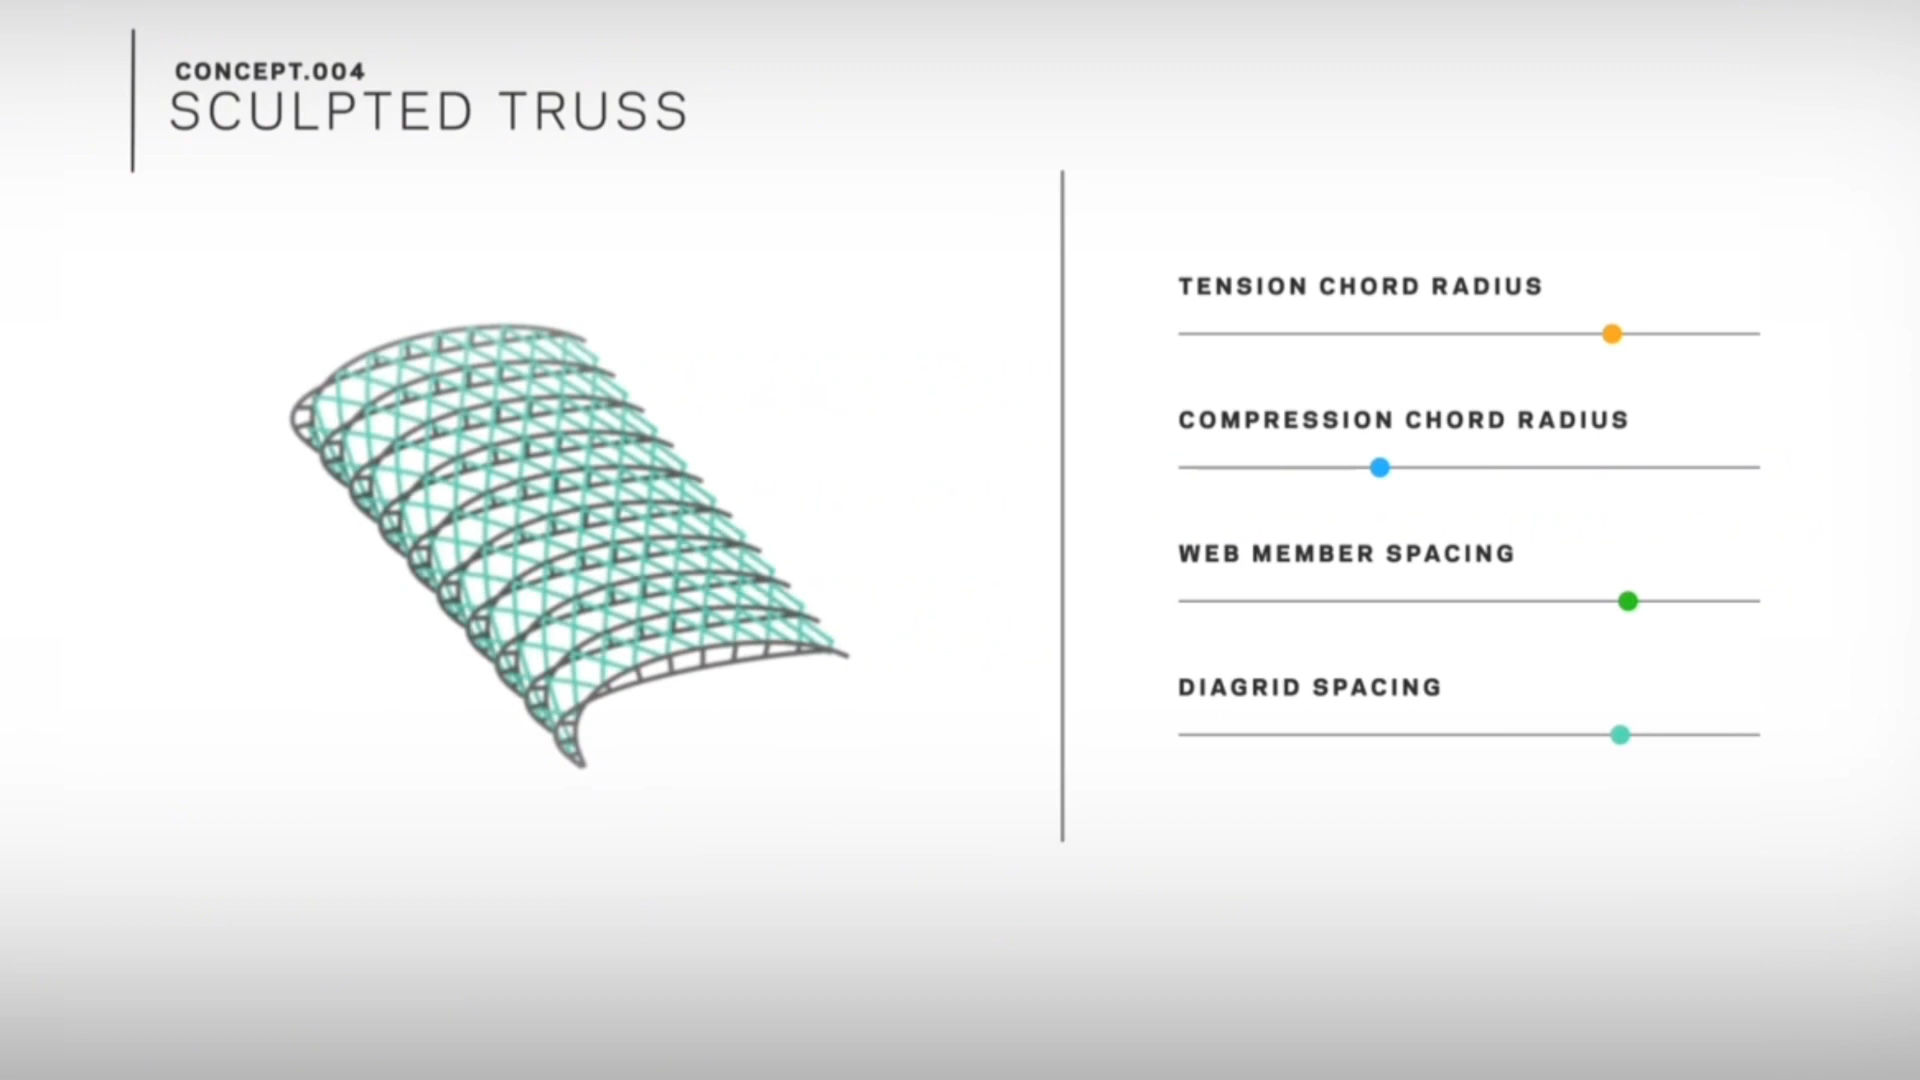 CONCEPT.004
SCULPTED TRUSS
TENSION CHORD RADIUS
COMPRESSION CHORD RADIUS
WEB MEMBER SPACING
DIAGRID SPACING